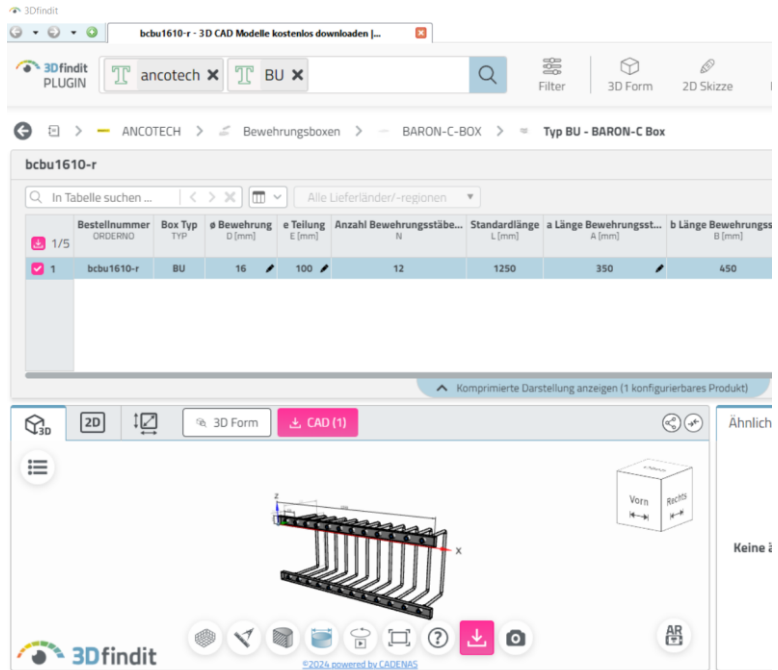 3Dfindit
bcbu1610-r - 3D CAD Modelle kostenlos downloaden |...
3Dfindit
PLUGIN
ancotech
BU
Filter
3D Form
2D Skizze
ANCOTECH > Bewehrungsboxen > BARON-C-BOX > Typ BU - BARON-C Box
bcbu1610-r
In Tabelle suchen ...
Alle Lieferländer/-regionen
1/5
Bestellnummer ORDERNO
Box Typ TYP
ø Bewehrung D [mm]
e Teilung E [mm]
Anzahl Bewehrungsstäbe... N
Standardlänge L [mm]
a Länge Bewehrungsst... A [mm]
b Länge Bewehrungss B [mm]
1 bcbu1610-r BU 16 100 12 1250 350 450
Komprimierte Darstellung anzeigen (1 konfigurierbares Produkt)
3D
2D
3D Form
CAD (1)
Ähnlich
Vorn
Rechts
Z
X
Keine ä
AR
3Dfindit
©2024 powered by CADENAS